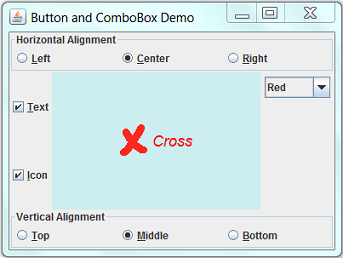 Button and ComboBox Demo
Horizontal Alignment
Left Center Right
Red
Text
Cross
Icon
Vertical Alignment
Top Middle Bottom